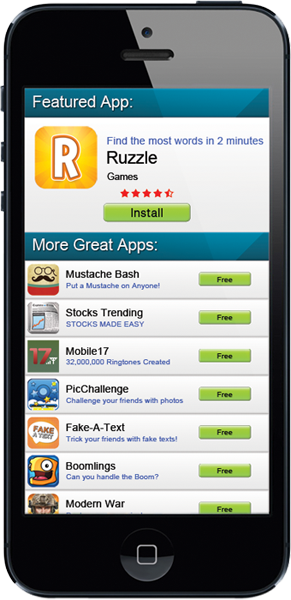 Featured App:
R
Find the most words in 2 minutes
Ruzzle
Games
Install
More Great Apps:
Mustache Bash
Put a Mustache on Anyone!
Free
Stocks Trending
STOCKS MADE EASY
Free
17
Mobile17
32,000,000 Ringtones Created
Free
PicChallenge
Challenge your friends with photos
Free
FAKE
A TEXT
Fake-A-Text
Trick your friends with fake texts!
Free
Boomlings
Can you handle the Boom?
Free
Modern War
Free